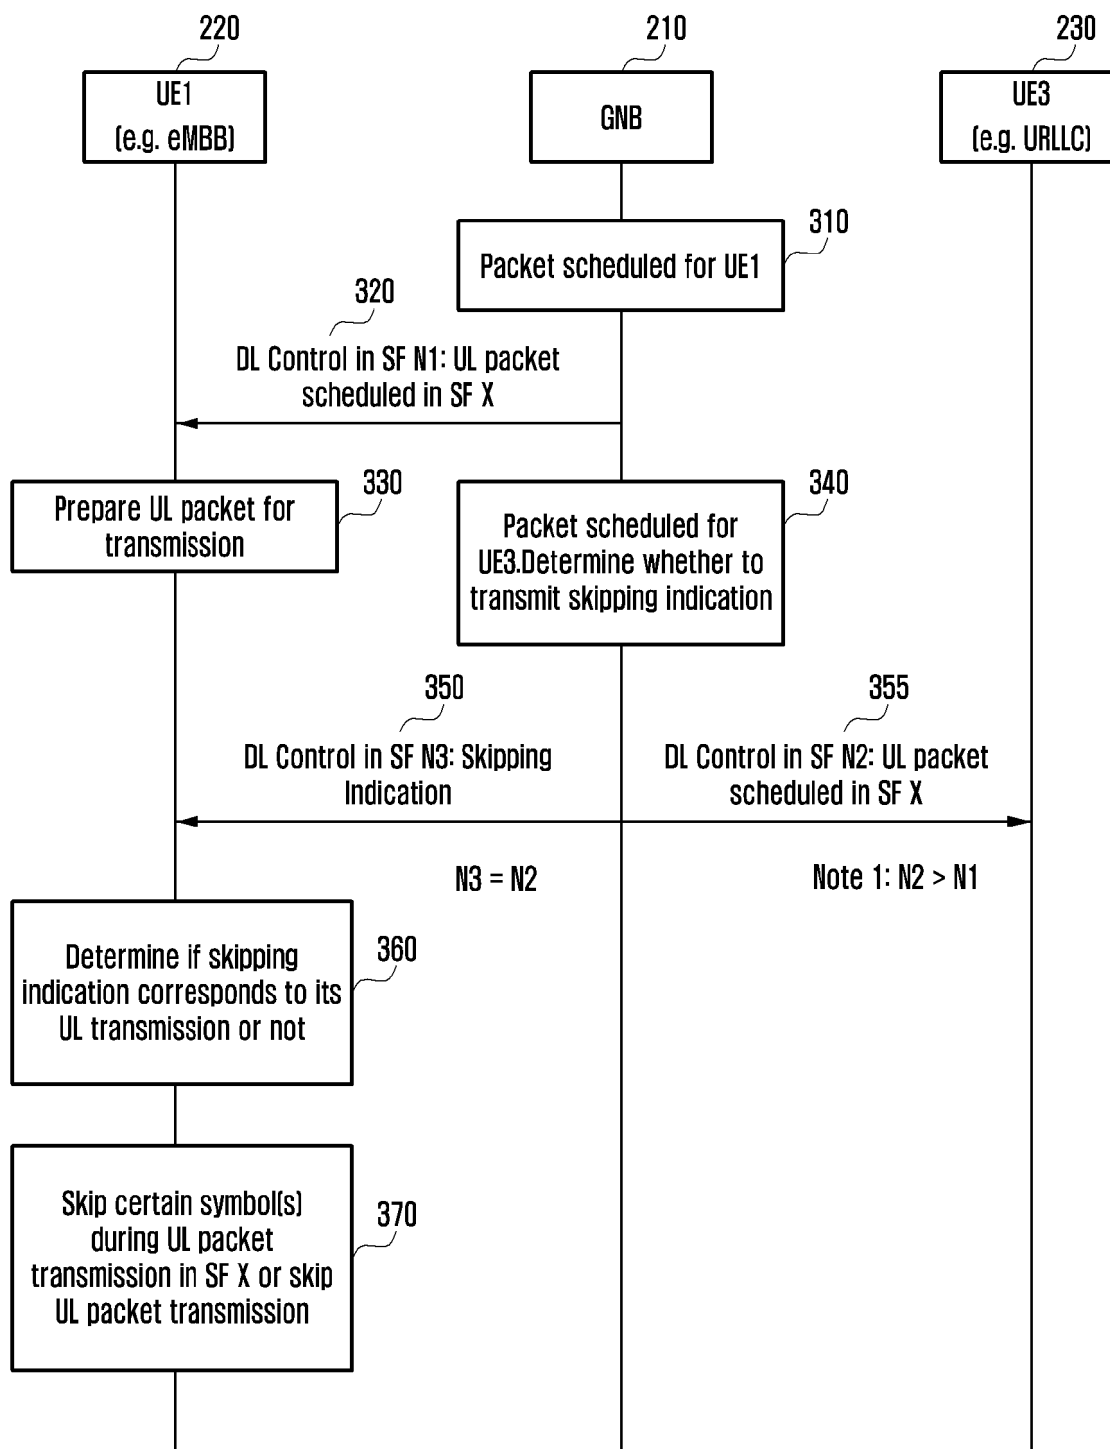 220
210
230
UE1
(e.g. eMBB)
GNB
UE3
(e.g. URLLC)
310
Packet scheduled for UE1
320
DL Control in SF N1: UL packet
scheduled in SF X
330
Prepare UL packet for
transmission
340
Packet scheduled for
UE3.Determine whether to
transmit skipping indication
350
DL Control in SF N3: Skipping
Indication
355
DL Control in SF N2: UL packet
scheduled in SF X
N3 = N2
Note 1: N2 > N1
360
Determine if skipping
indication corresponds to its
UL transmission or not
370
Skip certain symbol(s)
during UL packet
transmission in SF X or skip
UL packet transmission